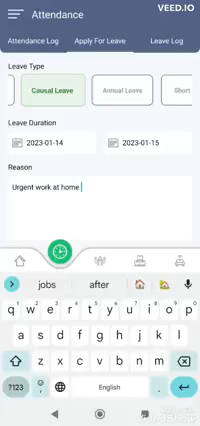 Attendance
VEED.IO
Attendance Log
Apply For Leave
Leave Log
Leave Type
Causal Leave
Annual Leave
Short
Leave Duration
2023-01-14
2023-01-15
Reason
Urgent work at home
jobs
after
q w e r t y u i o p
a s d f g h j k l
z x c v b n m
?123
,
English
.